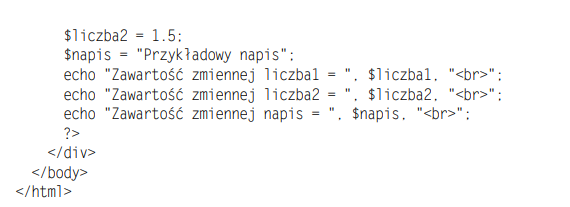 $liczba2 = 1.5;
$napis = "Przykładowy napis";
echo "Zawartość zmiennej liczba1 = ", $liczba1, "<br>";
echo "Zawartość zmiennej liczba2 = ", $liczba2, "<br>";
echo "Zawartość zmiennej napis = ", $napis, "<br>";
?>
</div>
</body>
</html>